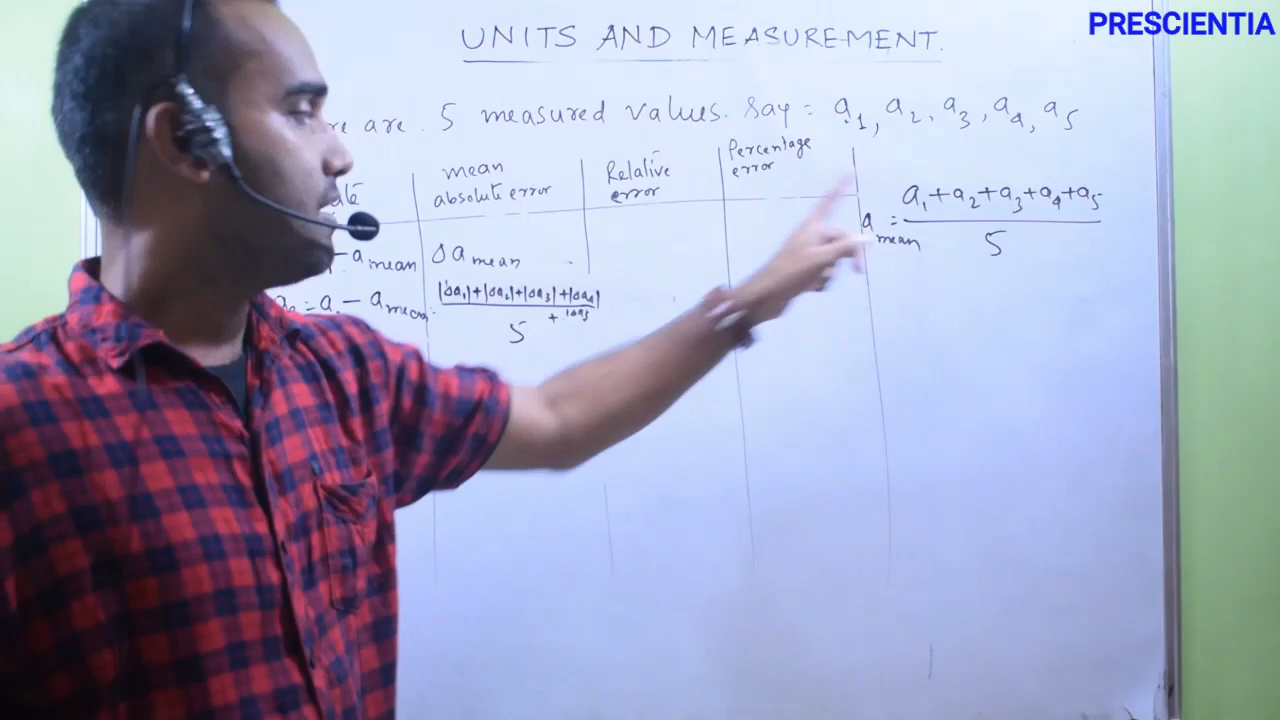 PRESCIENTIA
UNITS AND MEASUREMENT.
re are . 5 measured values. Say = a₁, a₂, a₃, a₄, a₅
mean absolute error
Relative error
Percentage error
a mean = a₁+a₂+a₃+a₄+a₅ / 5
- a mean
Δa mean
= a - a mean
|Δa₁|+|Δa₂|+|Δa₃|+|Δa₄| + |Δa₅ / 5